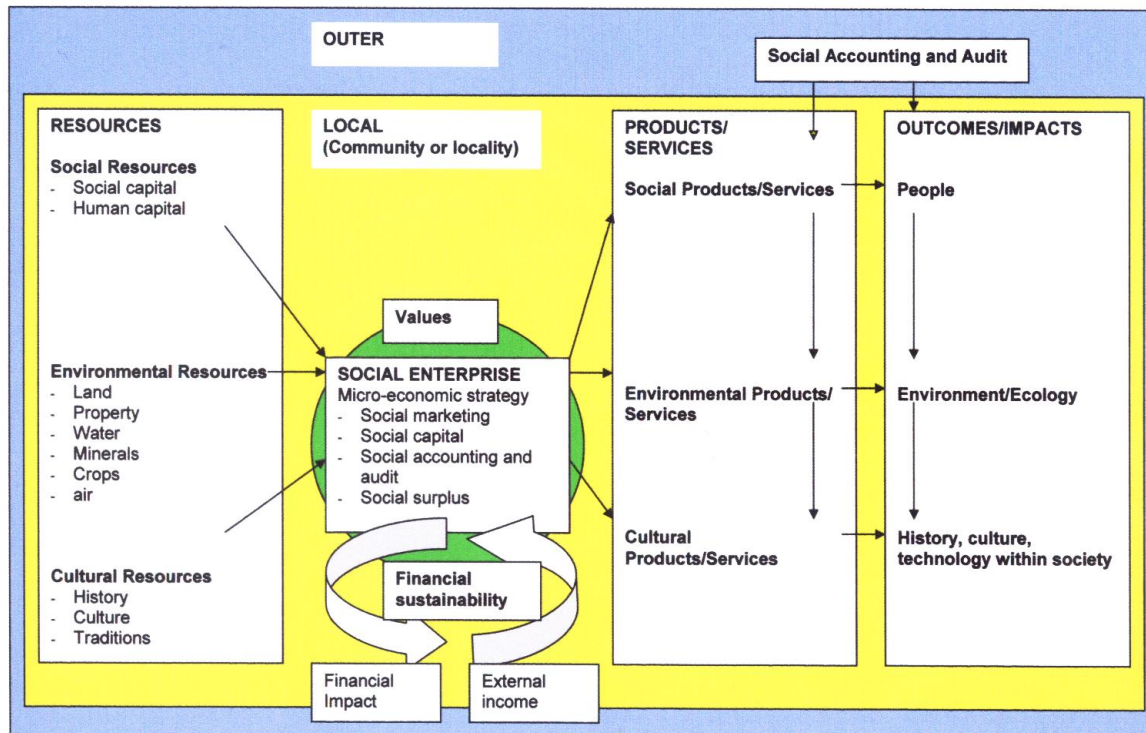 OUTER
Social Accounting and Audit
RESOURCES
Social Resources
- Social capital
- Human capital
Environmental Resources
- Land
- Property
- Water
- Minerals
- Crops
- air
Cultural Resources
- History
- Culture
- Traditions
LOCAL
(Community or locality)
Values
SOCIAL ENTERPRISE
Micro-economic strategy
- Social marketing
- Social capital
- Social accounting and
audit
- Social surplus
Financial
sustainability
Financial
Impact
External
income
PRODUCTS/
SERVICES
Social Products/Services
Environmental Products/
Services
Cultural
Products/Services
OUTCOMES/IMPACTS
People
Environment/Ecology
History, culture,
technology within society